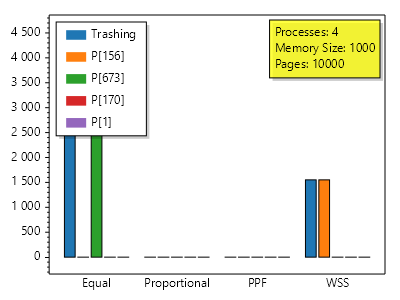 4 500
4 000
3 500
3 000
2 500
2 000
1 500
1 000
500
0
Trashing
P[156]
P[673]
P[170]
P[1]
Processes: 4
Memory Size: 1000
Pages: 10000
Equal
Proportional
PPF
WSS